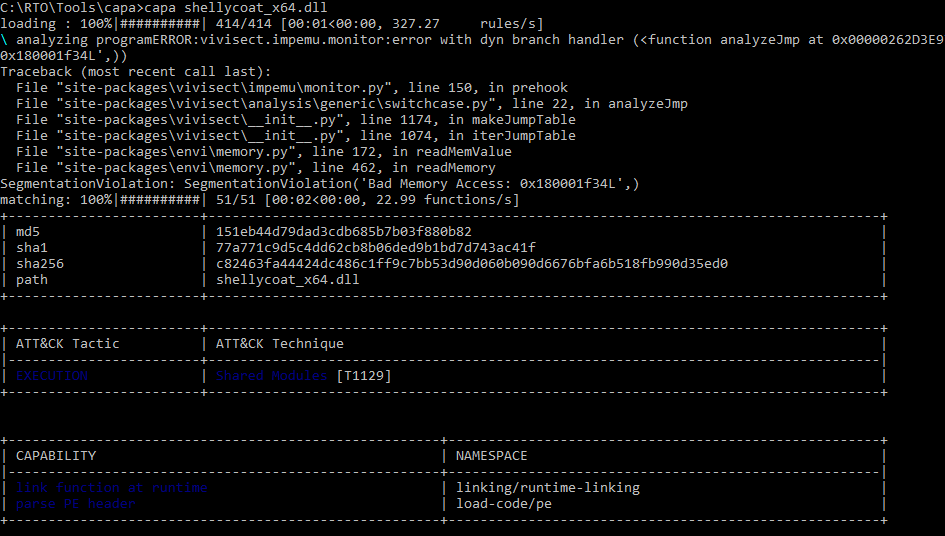 C:\RTO\Tools\capa>capa shellycoat_x64.dll
loading : 100%|##########| 414/414 [00:01<00:00, 327.27     rules/s]
\ analyzing programERROR:vivisect.impemu.monitor:error with dyn branch handler (<function analyzeJmp at 0x00000262D3E9
0x180001f34L',))
Traceback (most recent call last):
  File "site-packages\vivisect\impemu\monitor.py", line 150, in prehook
  File "site-packages\vivisect\analysis\generic\switchcase.py", line 22, in analyzeJmp
  File "site-packages\vivisect\__init__.py", line 1174, in makeJumpTable
  File "site-packages\vivisect\__init__.py", line 1074, in iterJumpTable
  File "site-packages\envi\memory.py", line 172, in readMemValue
  File "site-packages\envi\memory.py", line 462, in readMemory
SegmentationViolation: SegmentationViolation('Bad Memory Access: 0x180001f34L',)
matching: 100%|##########| 51/51 [00:02<00:00, 22.99 functions/s]
| md5 | 151eb44d79dad3cdb685b7b03f880b82 |
| sha1 | 77a771c9d5c4dd62cb8b06ded9b1bd7d743ac41f |
| sha256 | c82463fa44424dc486c1ff9c7bb53d90d060b090d6676bfa6b518fb990d35ed0 |
| path | shellycoat_x64.dll |
| ATT&CK Tactic | ATT&CK Technique |
| EXECUTION | Shared Modules [T1129] |
| CAPABILITY | NAMESPACE |
| link function at runtime | linking/runtime-linking |
| parse PE header | load-code/pe |